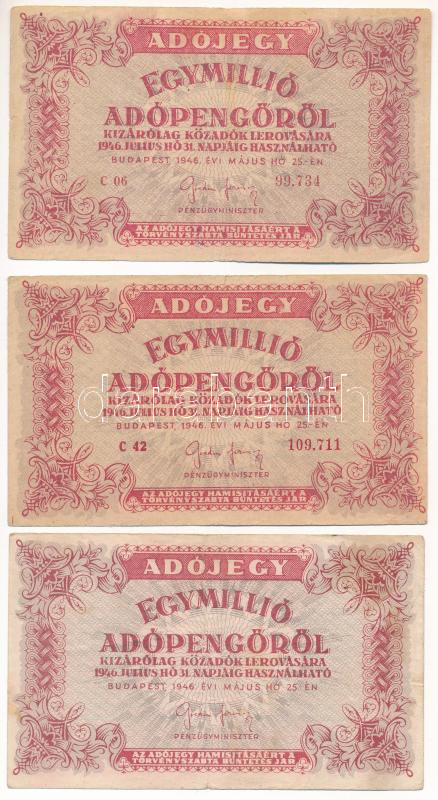 ADÓJEGY
EGYMILLIÓ
ADÓPENGŐRŐL
KIZÁRÓLAG KÖZADÓK LEROVÁSÁRA
1946. JULIUS HÓ 31. NAPJÁIG HASZNÁLHATÓ
BUDAPEST, 1946. ÉVI MÁJUS HÓ 25-ÉN
C 06 99.734
PÉNZÜGYMINISZTER
AZ ADÓJEGY HAMISITÁSÁÉRT A
TÖRVÉNYSZABTA BÜNTETÉS JÁR
ADÓJEGY
EGYMILLIÓ
ADÓPENGŐRŐL
KIZÁRÓLAG KÖZADÓK LEROVÁSÁRA
1946. JULIUS HÓ 31. NAPJÁIG HASZNÁLHATÓ
BUDAPEST, 1946. ÉVI MÁJUS HÓ 25-ÉN
C 42 109.711
PÉNZÜGYMINISZTER
AZ ADÓJEGY HAMISITÁSÁÉRT A
TÖRVÉNYSZABTA BÜNTETÉS JÁR
ADÓJEGY
EGYMILLIÓ
ADÓPENGŐRŐL
KIZÁRÓLAG KÖZADÓK LEROVÁSÁRA
1946. JULIUS HÓ 31. NAPJÁIG HASZNÁLHATÓ
BUDAPEST, 1946. ÉVI MÁJUS HÓ 25-ÉN
PÉNZÜGYMINISZTER
AZ ADÓJEGY HAMISITÁSÁÉRT A
TÖRVÉNYSZABTA BÜNTETÉS JÁR